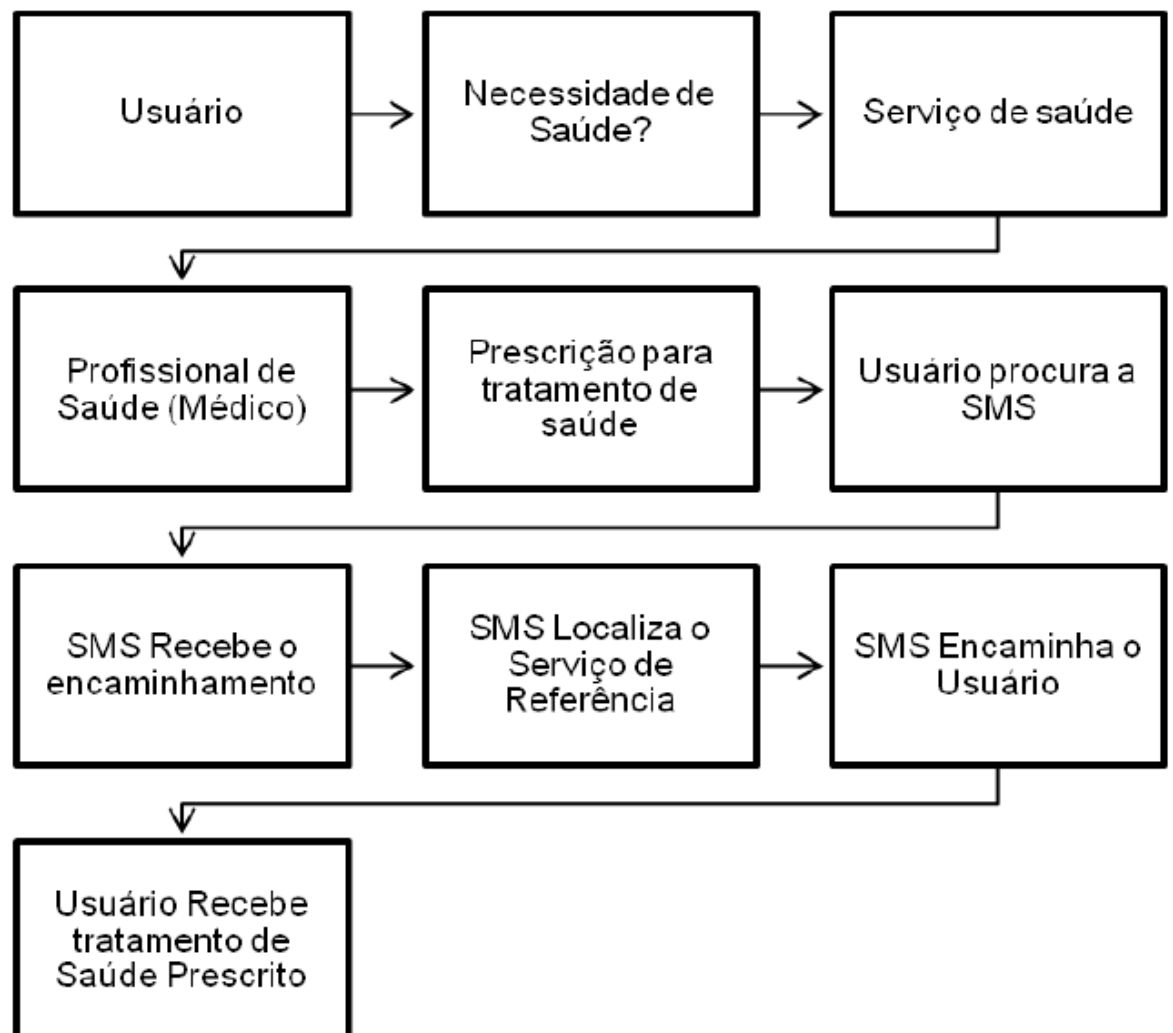 Usuário
Necessidade de
Saúde?
Serviço de saúde
Profissional de
Saúde (Médico)
Prescrição para
tratamento de
saúde
Usuário procura a
SMS
SMS Recebe o
encaminhamento
SMS Localiza o
Serviço de
Referência
SMS Encaminha o
Usuário
Usuário Recebe
tratamento de
Saúde Prescrito